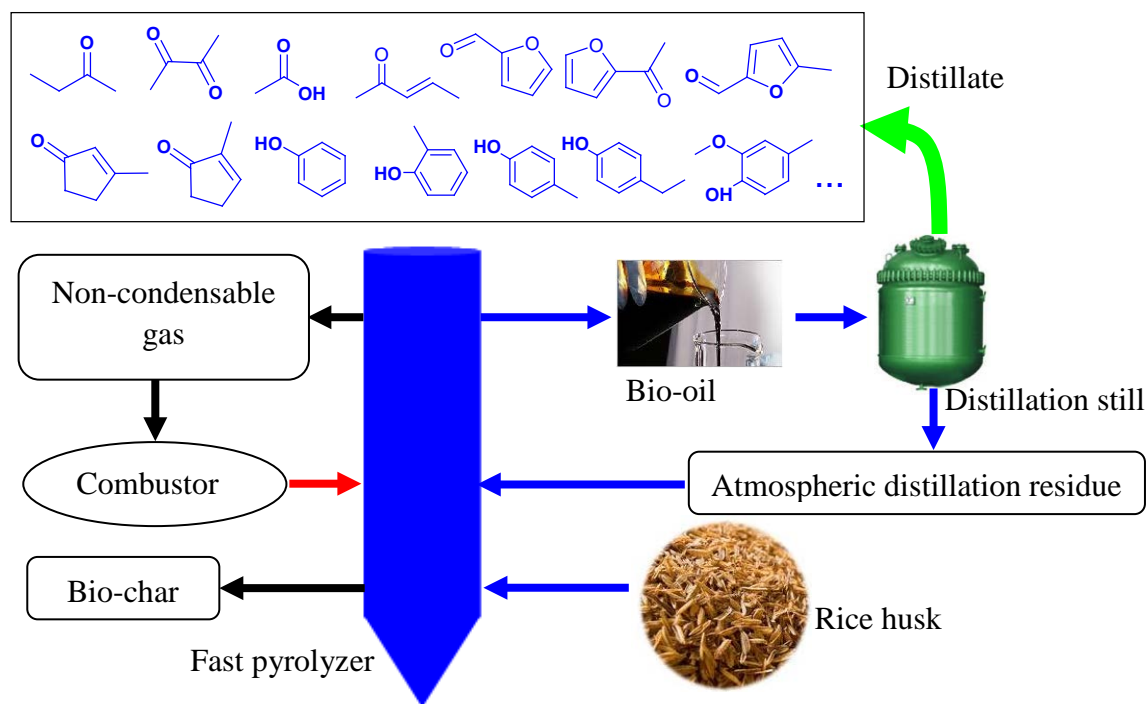 O
O
O
O
OH
O
O
O
O
O
O
O
O
O
HO
HO
HO
HO
O
OH
...
Distillate
Non-condensable
gas
Bio-oil
Distillation still
Combustor
Atmospheric distillation residue
Bio-char
Rice husk
Fast pyrolyzer